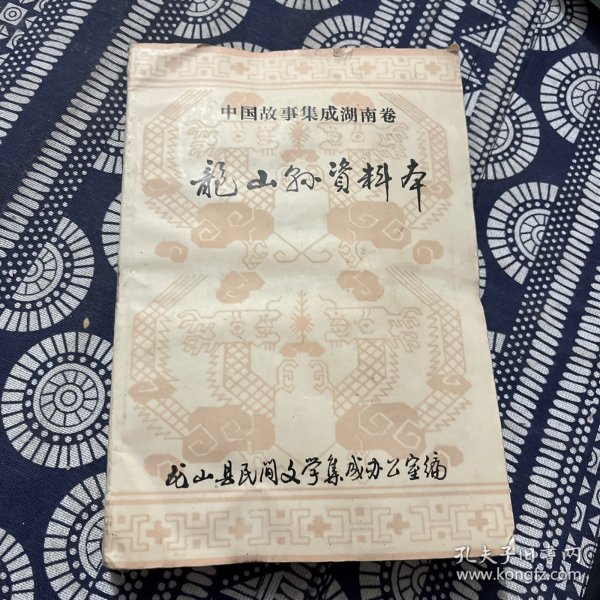 中国故事集成湖南卷
龍山縣資料本
龙山县民间文学集成办公室编
孔夫子旧书网
www.kongfz.com